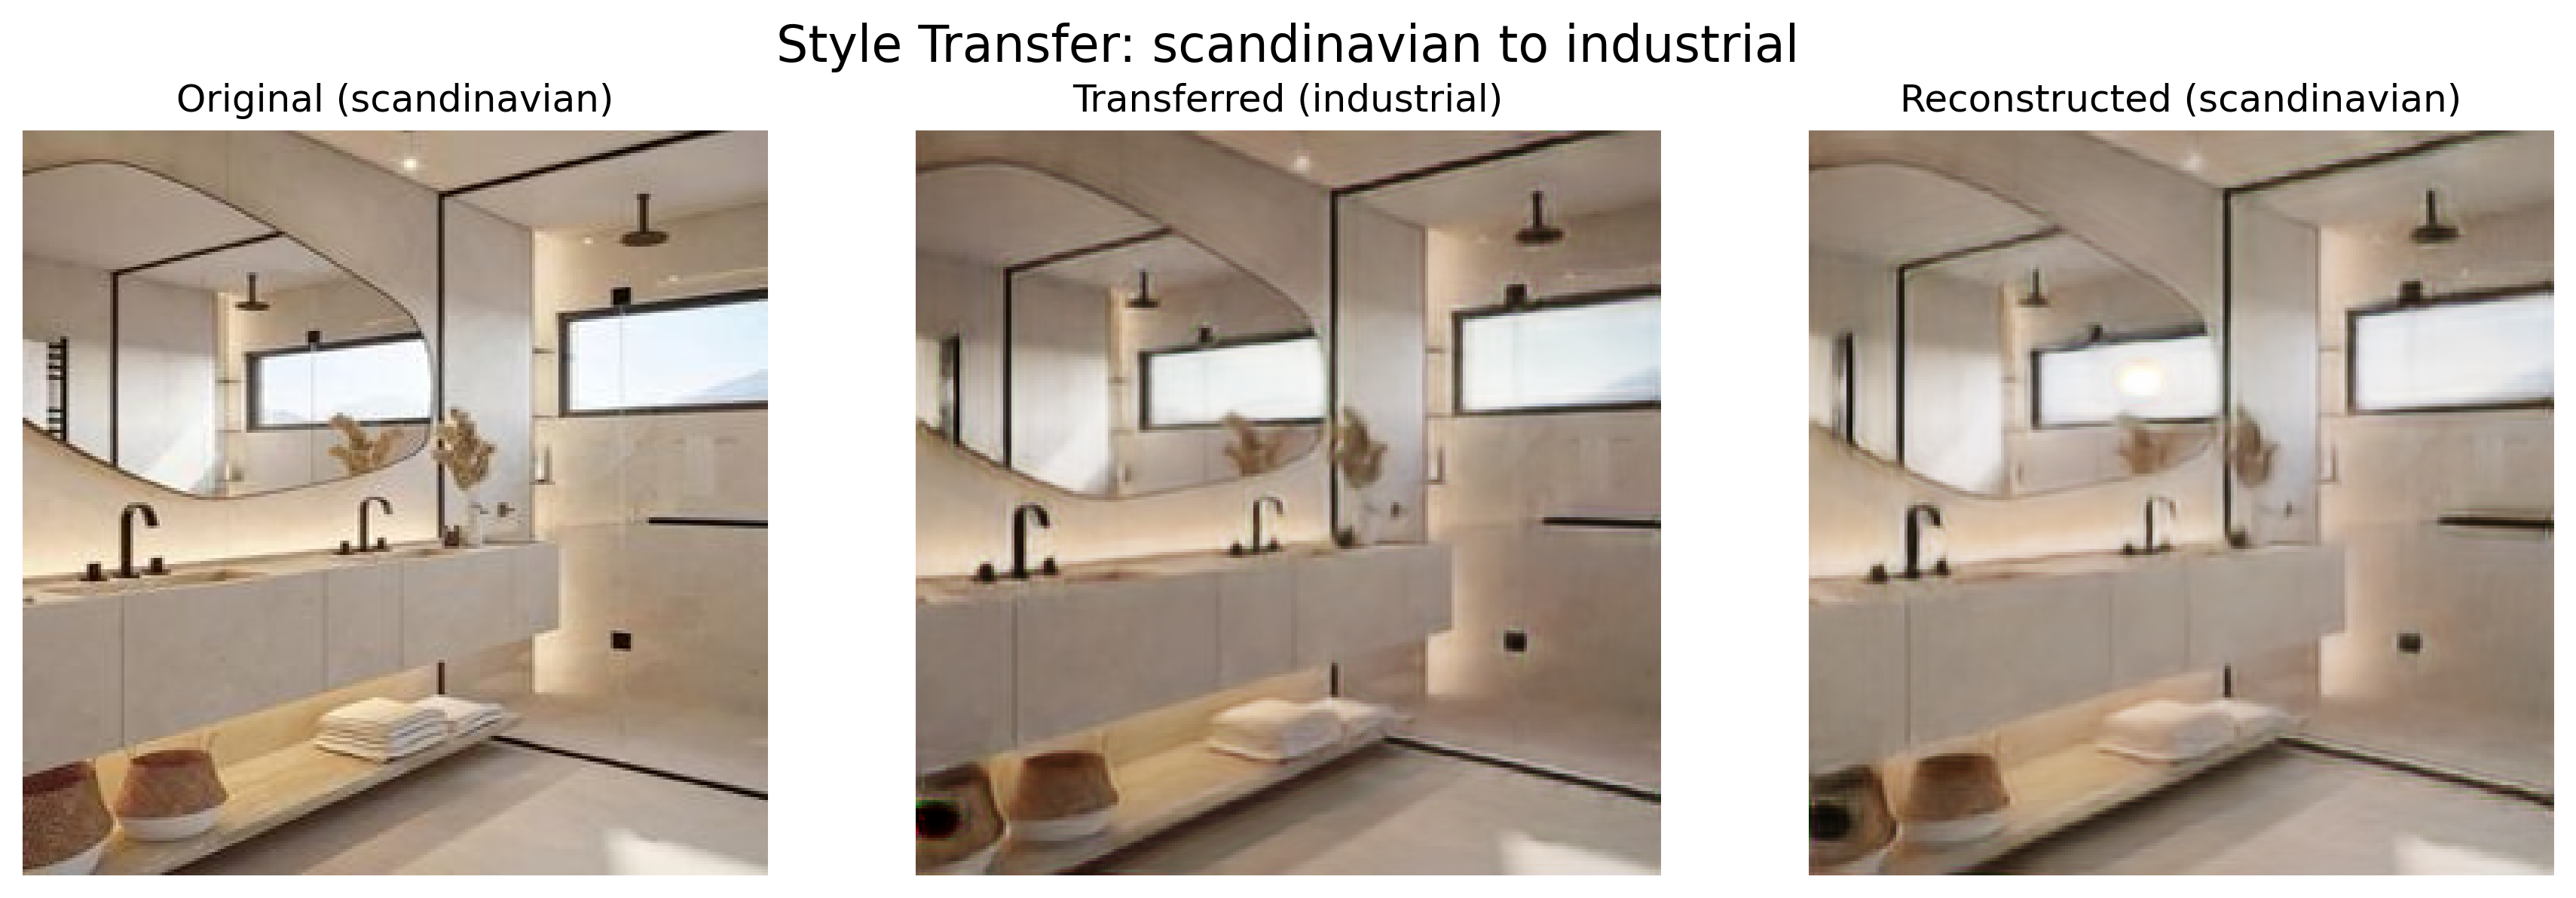 Style Transfer: scandinavian to industrial
Original (scandinavian)
Transferred (industrial)
Reconstructed (scandinavian)